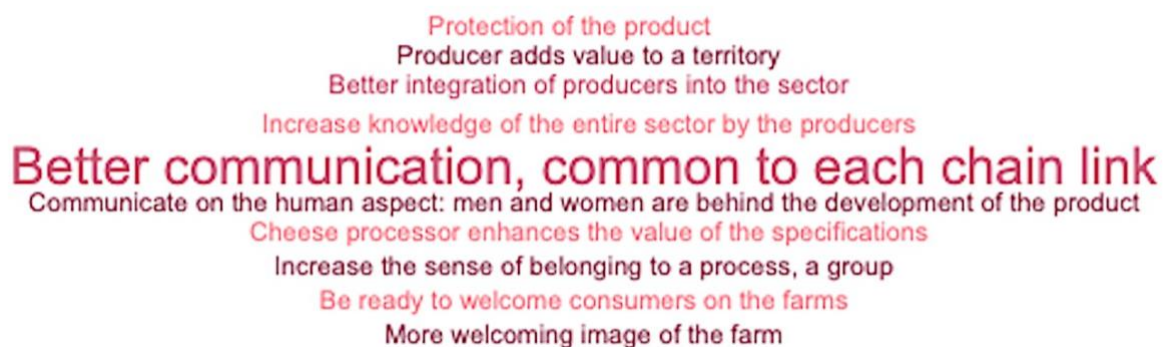 Protection of the product
Producer adds value to a territory
Better integration of producers into the sector
Increase knowledge of the entire sector by the producers
Better communication, common to each chain link
Communicate on the human aspect: men and women are behind the development of the product
Cheese processor enhances the value of the specifications
Increase the sense of belonging to a process, a group
Be ready to welcome consumers on the farms
More welcoming image of the farm